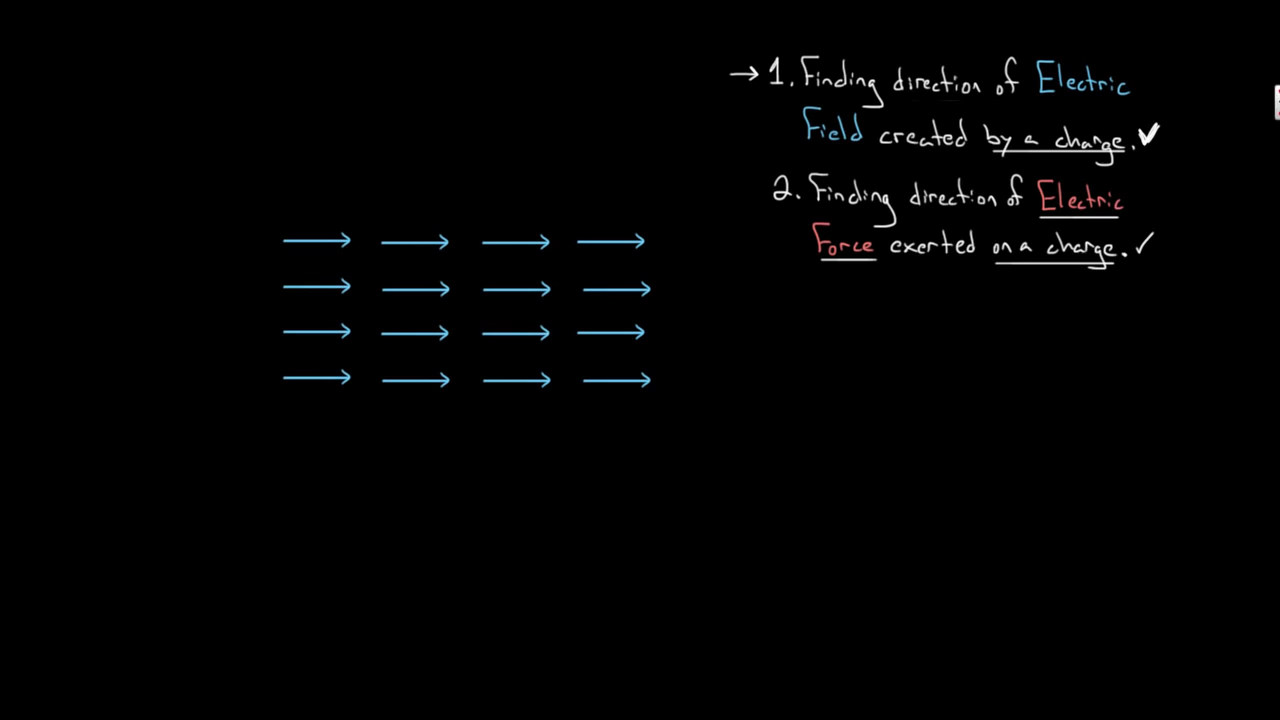 → 1. Finding direction of Electric
Field created by a charge. ✔
2. Finding direction of Electric
Force exerted on a charge. ✓